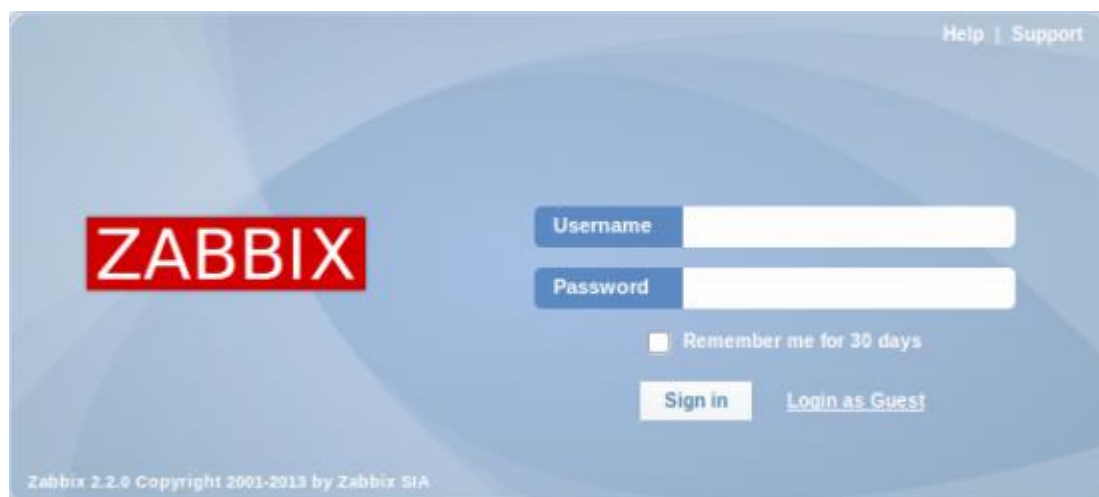 Help | Support
ZABBIX
Username
Password
Remember me for 30 days
Sign in Login as Guest
Zabbix 2.2.0 Copyright 2001-2013 by Zabbix SIA